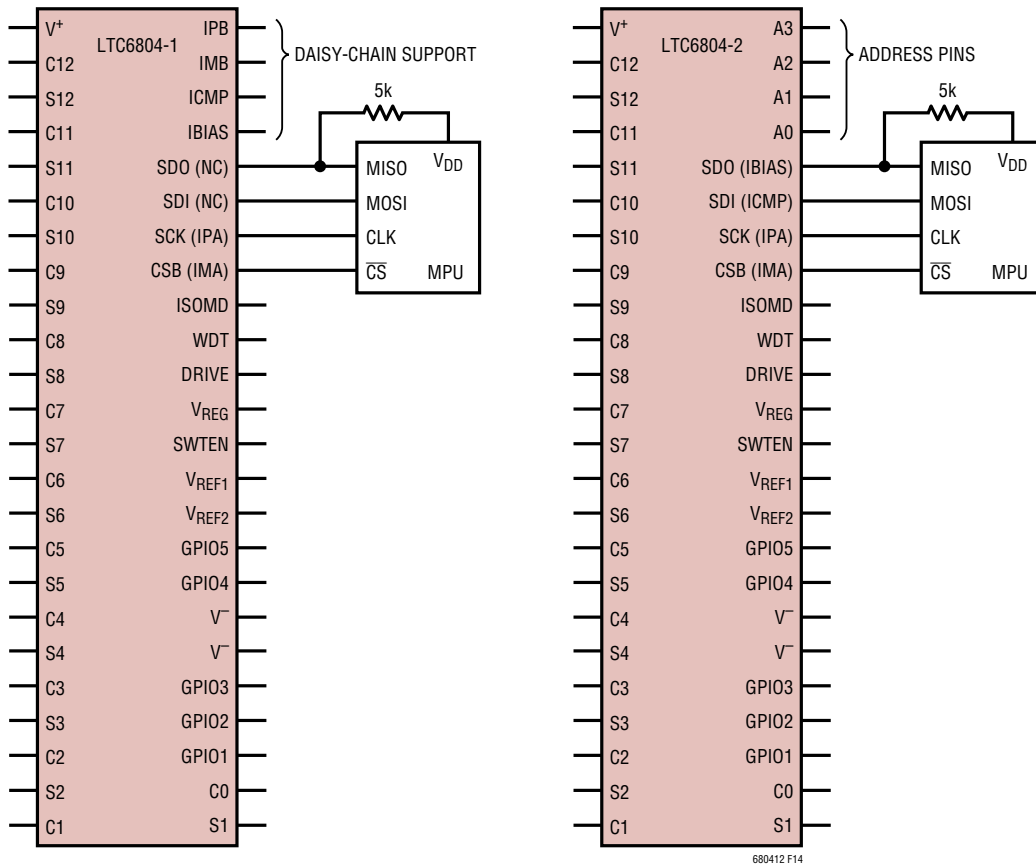 V+
C12
S12
C11
S11
C10
S10
C9
S9
C8
S8
C7
S7
C6
S6
C5
S5
C4
S4
C3
S3
C2
S2
C1
LTC6804-1
IPB
IMB
ICMP
IBIAS
SDO (NC)
SDI (NC)
SCK (IPA)
CSB (IMA)
ISOMD
WDT
DRIVE
VREG
SWTEN
VREF1
VREF2
GPIO5
GPIO4
V–
V–
GPIO3
GPIO2
GPIO1
C0
S1
DAISY-CHAIN SUPPORT
5k
VDD
MISO
MOSI
CLK
C̅S̅
MPU
V+
C12
S12
C11
S11
C10
S10
C9
S9
C8
S8
C7
S7
C6
S6
C5
S5
C4
S4
C3
S3
C2
S2
C1
LTC6804-2
A3
A2
A1
A0
SDO (IBIAS)
SDI (ICMP)
SCK (IPA)
CSB (IMA)
ISOMD
WDT
DRIVE
VREG
SWTEN
VREF1
VREF2
GPIO5
GPIO4
V–
V–
GPIO3
GPIO2
GPIO1
C0
S1
ADDRESS PINS
5k
VDD
MISO
MOSI
CLK
C̅S̅
MPU
680412 F14